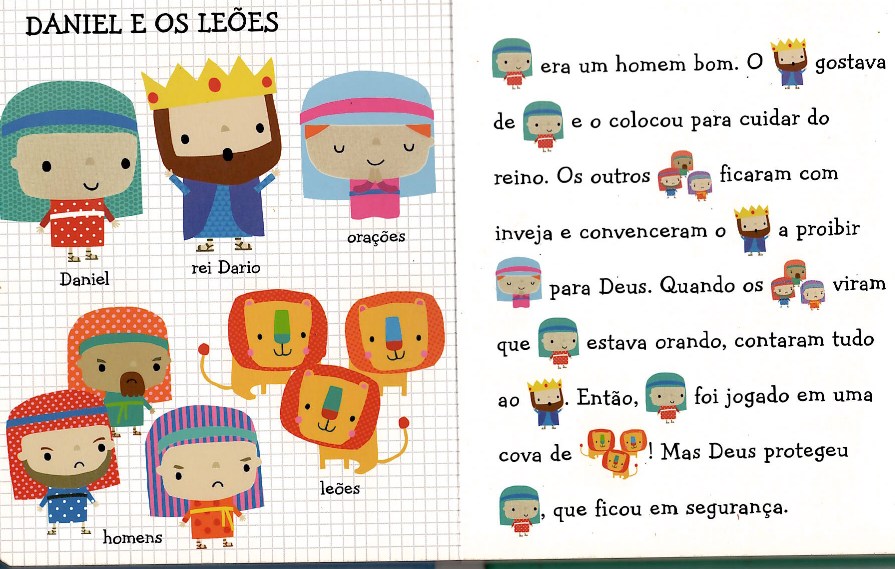 DANIEL E OS LEÕES
Daniel
rei Dario
orações
homens
leões
era um homem bom. O gostava
de e o colocou para cuidar do
reino. Os outros ficaram com
inveja e convenceram o a proibir
para Deus. Quando os viram
que estava orando, contaram tudo
ao . Então, foi jogado em uma
cova de ! Mas Deus protegeu
, que ficou em segurança.